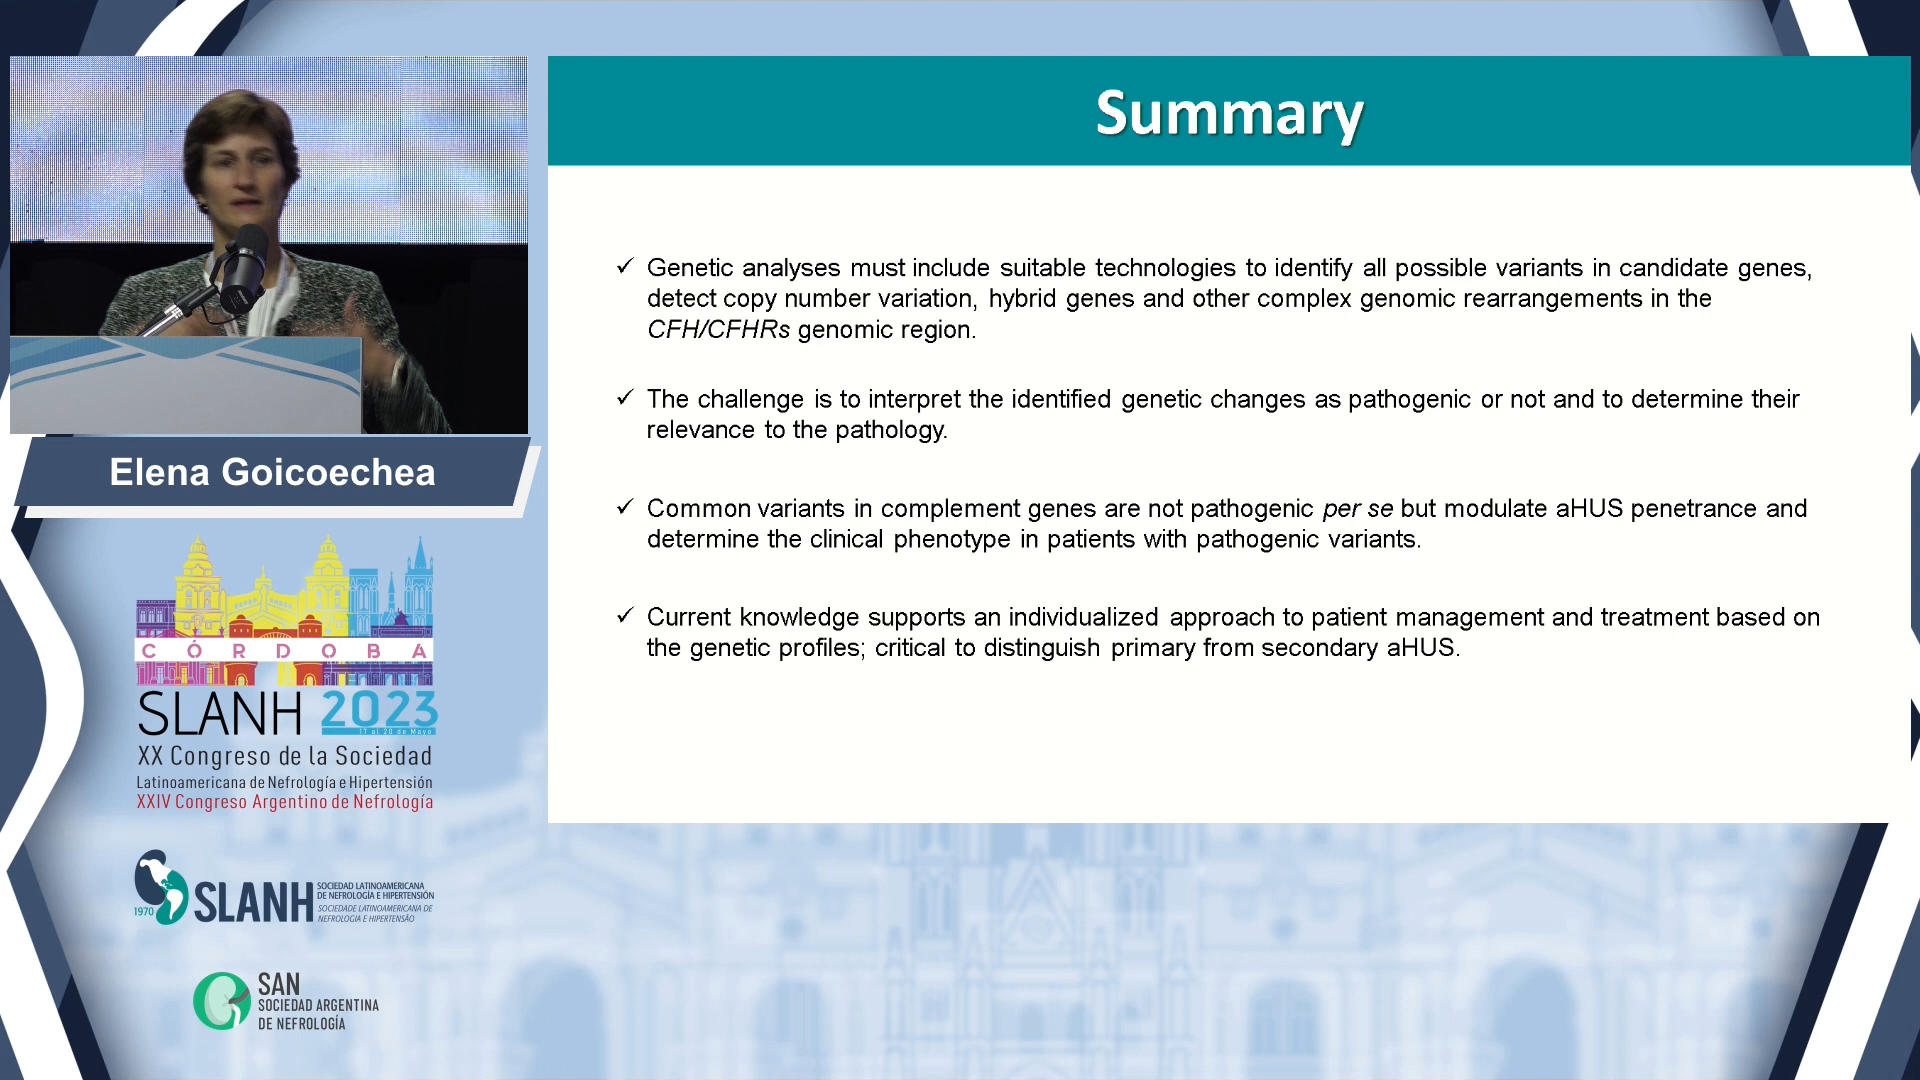 Summary
✓ Genetic analyses must include suitable technologies to identify all possible variants in candidate genes,
detect copy number variation, hybrid genes and other complex genomic rearrangements in the
CFH/CFHRs genomic region.
✓ The challenge is to interpret the identified genetic changes as pathogenic or not and to determine their
relevance to the pathology.
✓ Common variants in complement genes are not pathogenic per se but modulate aHUS penetrance and
determine the clinical phenotype in patients with pathogenic variants.
✓ Current knowledge supports an individualized approach to patient management and treatment based on
the genetic profiles; critical to distinguish primary from secondary aHUS.
Elena Goicoechea
CÓRDOBA
SLANH 2023
17 al 20 de Mayo
XX Congreso de la Sociedad
Latinoamericana de Nefrología e Hipertensión
XXIV Congreso Argentino de Nefrología
1970
SLANH
SOCIEDAD LATINOAMERICANA
DE NEFROLOGÍA E HIPERTENSIÓN
SOCIEDADE LATINOAMERICANA DE
NEFROLOGIA E HIPERTENSÃO
SAN
SOCIEDAD ARGENTINA
DE NEFROLOGÍA